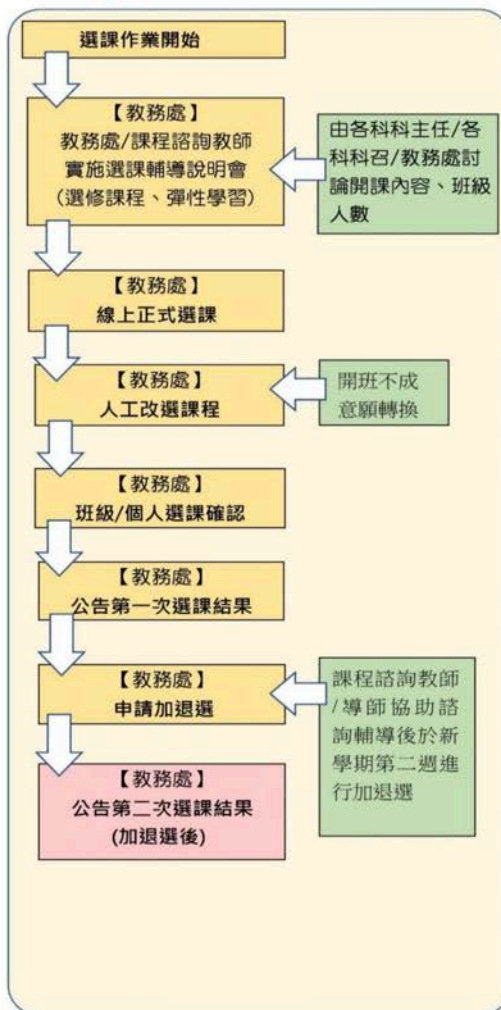 選課作業開始
【教務處】
教務處/課程諮詢教師
實施選課輔導說明會
(選修課程、彈性學習)
由各科科主任/各
科科召/教務處討
論開課內容、班級
人數
【教務處】
線上正式選課
【教務處】
人工改選課程
開班不成
意願轉換
【教務處】
班級/個人選課確認
【教務處】
公告第一次選課結果
【教務處】
申請加退選
課程諮詢教師
/導師協助諮
詢輔導後於新
學期第二週進
行加退選
【教務處】
公告第二次選課結果
(加退選後)